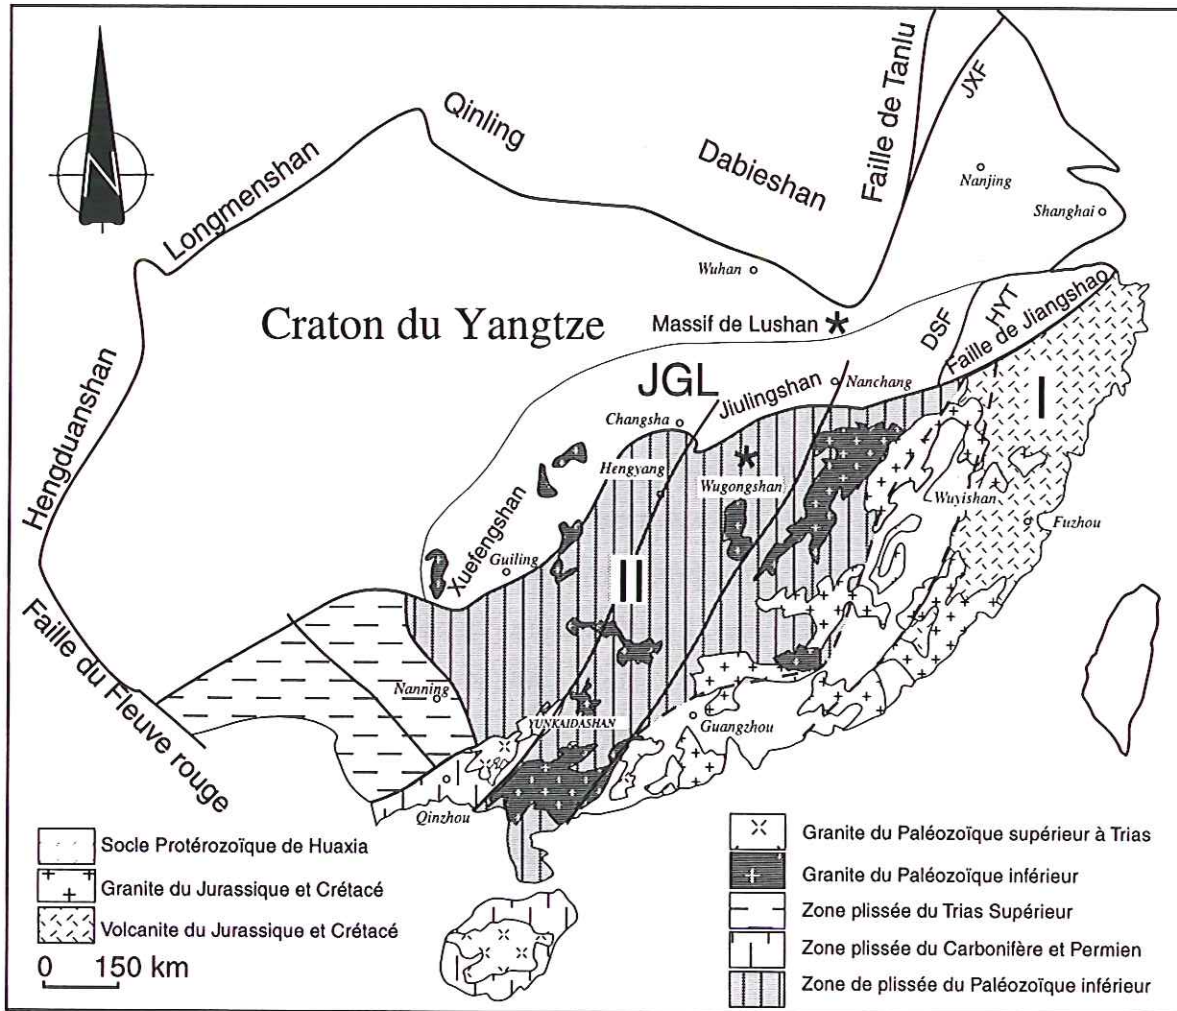 N
Longmenshan
Qinling
Dabieshan
Faille de Tanlu
JXF
Nanjing
Shanghai
Wuhan
Hengduanshan
Craton du Yangtze
Massif de Lushan
DSF
HYT
Faille de Jiangshao
JGL
Jiulingshan
Nanchang
I
Changsha
Hengyang
Wugongshan
Wuyishan
Fuzhou
Xuefengshan
Guiling
II
Faille du Fleuve rouge
Nanning
YUNKAIDASHAN
Guangzhou
Qinzhou
Socle Protérozoïque de Huaxia
Granite du Jurassique et Crétacé
Volcanite du Jurassique et Crétacé
0 150 km
Granite du Paléozoïque supérieur à Trias
Granite du Paléozoïque inférieur
Zone plissée du Trias Supérieur
Zone plissée du Carbonifère et Permien
Zone de plissée du Paléozoïque inférieur